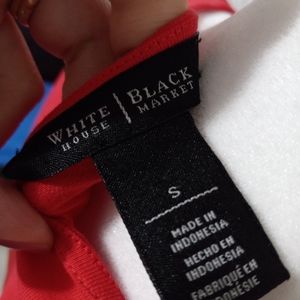 WHITE HOUSE | BLACK MARKET
S
MADE IN
INDONESIA
HECHO EN
INDONESIA
FABRIQUÉ EN
INDONÉSIE